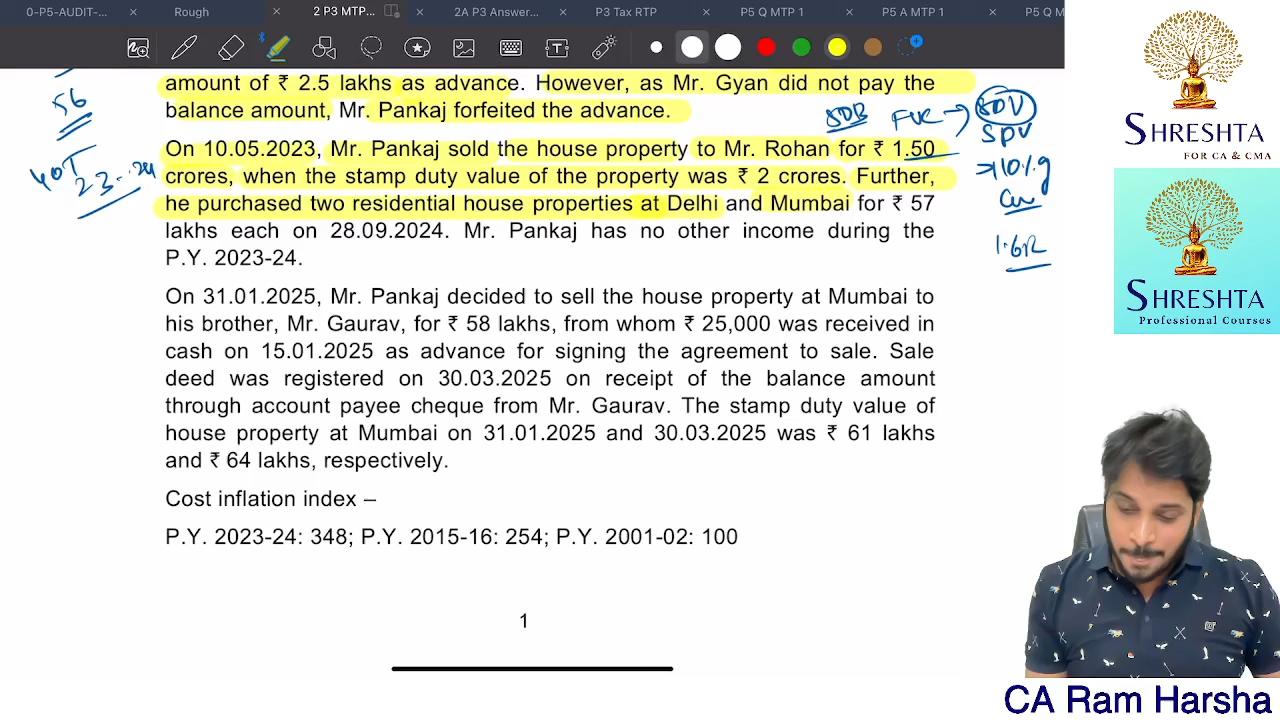 0-P5-AUDIT-
Rough
2 P3 MTP...
2A P3 Answer...
P3 Tax RTP
P5 Q MTP 1
P5 A MTP 1
P5 Q M
amount of ₹ 2.5 lakhs as advance. However, as Mr. Gyan did not pay the
balance amount, Mr. Pankaj forfeited the advance.
On 10.05.2023, Mr. Pankaj sold the house property to Mr. Rohan for ₹ 1.50
crores, when the stamp duty value of the property was ₹ 2 crores. Further,
he purchased two residential house properties at Delhi and Mumbai for ₹ 57
lakhs each on 28.09.2024. Mr. Pankaj has no other income during the
P.Y. 2023-24.
On 31.01.2025, Mr. Pankaj decided to sell the house property at Mumbai to
his brother, Mr. Gaurav, for ₹ 58 lakhs, from whom ₹ 25,000 was received in
cash on 15.01.2025 as advance for signing the agreement to sale. Sale
deed was registered on 30.03.2025 on receipt of the balance amount
through account payee cheque from Mr. Gaurav. The stamp duty value of
house property at Mumbai on 31.01.2025 and 30.03.2025 was ₹ 61 lakhs
and ₹ 64 lakhs, respectively.
Cost inflation index –
P.Y. 2023-24: 348; P.Y. 2015-16: 254; P.Y. 2001-02: 100
1
56
23-24
FVC
SDV
>10% g
SHRESHTA
FOR CA & CMA
SHRESHTA
Professional Courses
CA Ram Harsha